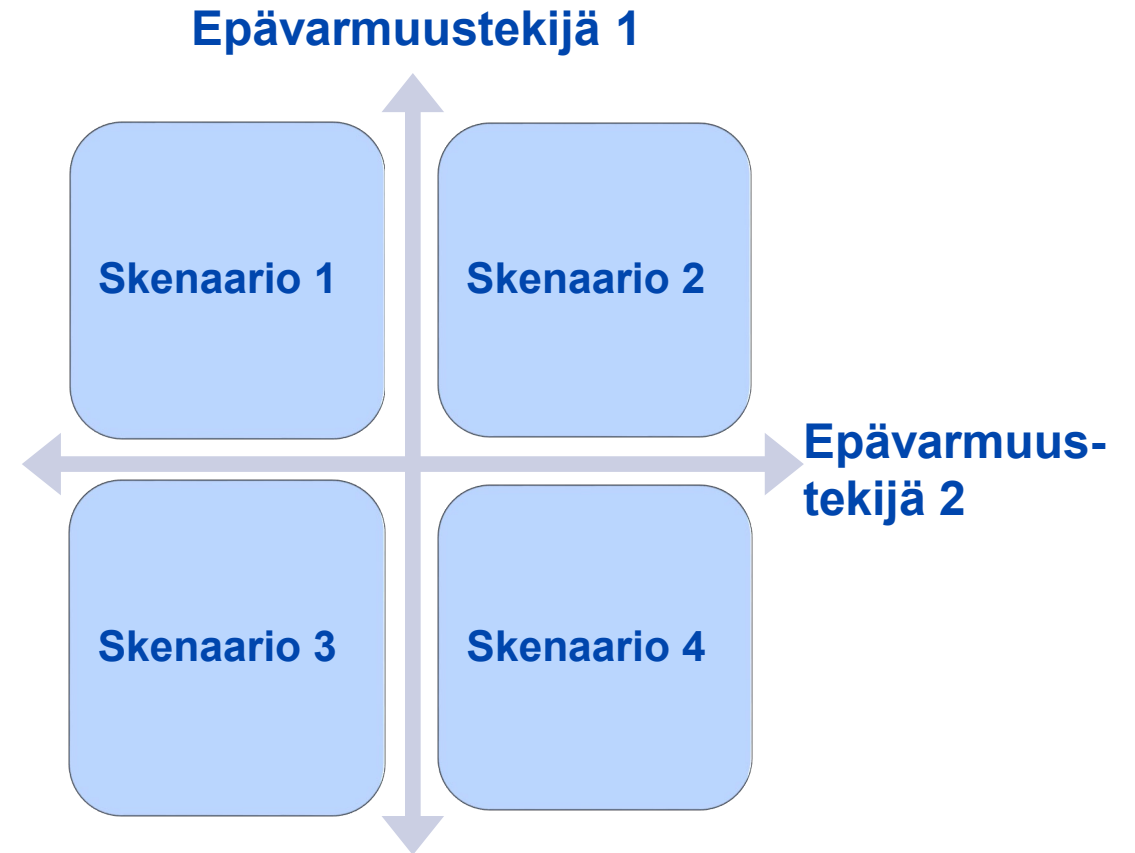 Epävarmuustekijä 1
Skenaario 1
Skenaario 2
Epävarmuus-
tekijä 2
Skenaario 3
Skenaario 4